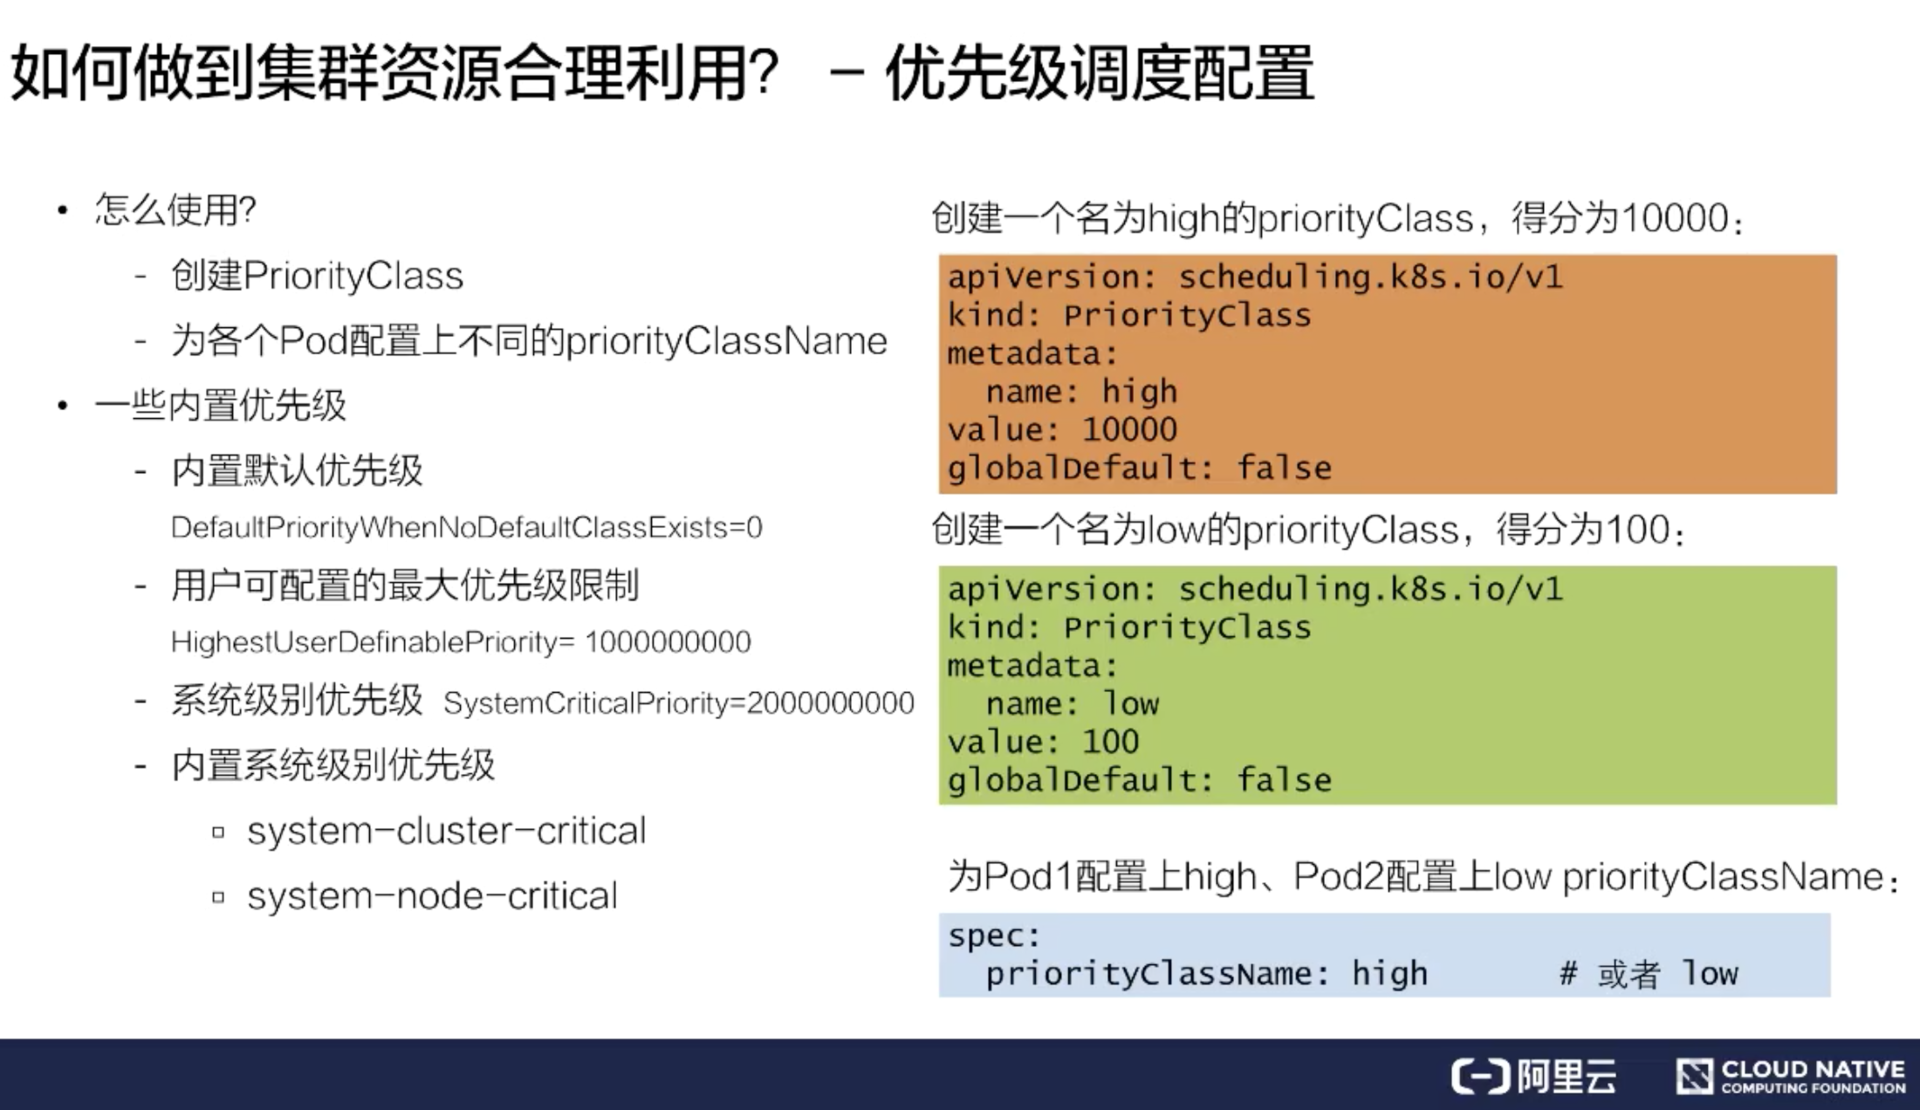 如何做到集群资源合理利用？ - 优先级调度配置
• 怎么使用？
- 创建PriorityClass
- 为各个Pod配置上不同的priorityClassName
• 一些内置优先级
- 内置默认优先级
DefaultPriorityWhenNoDefaultClassExists=0
- 用户可配置的最大优先级限制
HighestUserDefinablePriority= 1000000000
- 系统级别优先级 SystemCriticalPriority=2000000000
- 内置系统级别优先级
▫ system-cluster-critical
▫ system-node-critical
创建一个名为high的priorityClass，得分为10000：
apiVersion: scheduling.k8s.io/v1
kind: PriorityClass
metadata:
  name: high
value: 10000
globalDefault: false
创建一个名为low的priorityClass，得分为100：
apiVersion: scheduling.k8s.io/v1
kind: PriorityClass
metadata:
  name: low
value: 100
globalDefault: false
为Pod1配置上high、Pod2配置上low priorityClassName：
spec:
  priorityClassName: high       # 或者 low
阿里云
CLOUD NATIVE
COMPUTING FOUNDATION